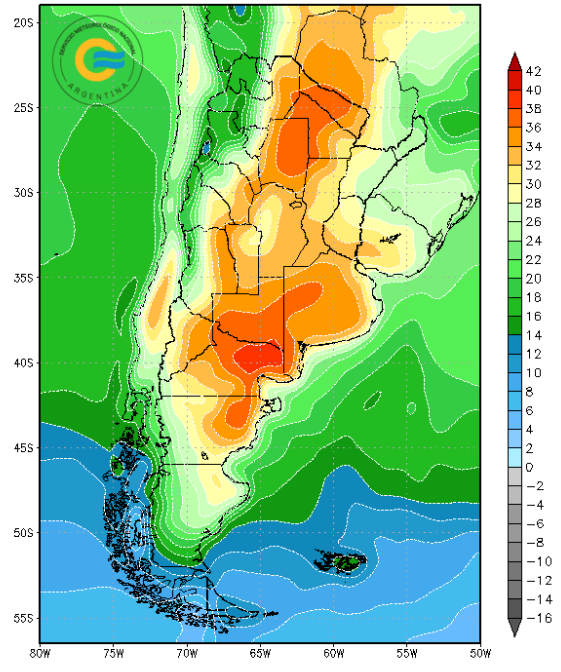 SERVICIO METEOROLÓGICO NACIONAL
ARGENTINA
20S
25S
30S
35S
40S
45S
50S
55S
80W
75W
70W
65W
60W
55W
50W
42
40
38
36
34
32
30
28
26
24
22
20
18
16
14
12
10
8
6
4
2
0
−2
−4
−6
−8
−10
−12
−14
−16